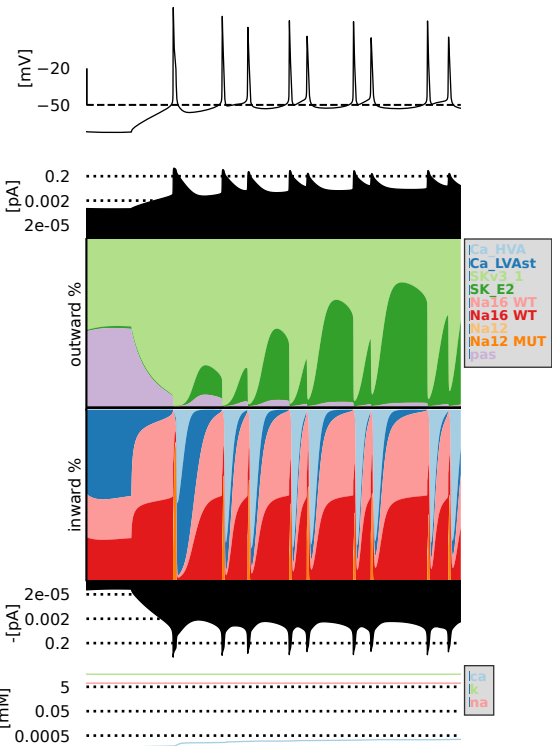 [mV]
−20
−50
[pA]
0.2
0.002
2e-05
outward %
Ca_HVA
Ca_LVAst
SKv3_1
SK_E2
Na16 WT
Na16 WT
Na12
Na12 MUT
pas
inward %
-[pA]
2e-05
0.002
0.2
[mM]
5
0.05
0.0005
ca
k
na